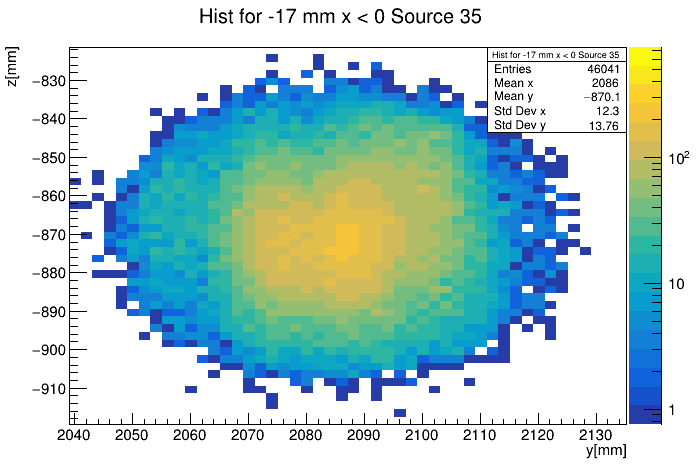 Hist for -17 mm x < 0 Source 35
z[mm]
Hist for -17 mm x < 0 Source 35
Entries 46041
Mean x 2086
Mean y −870.1
Std Dev x 12.3
Std Dev y 13.76
−830
−840
−850
−860
−870
−880
−890
−900
−910
10²
10
1
2040 2050 2060 2070 2080 2090 2100 2110 2120 2130
y[mm]